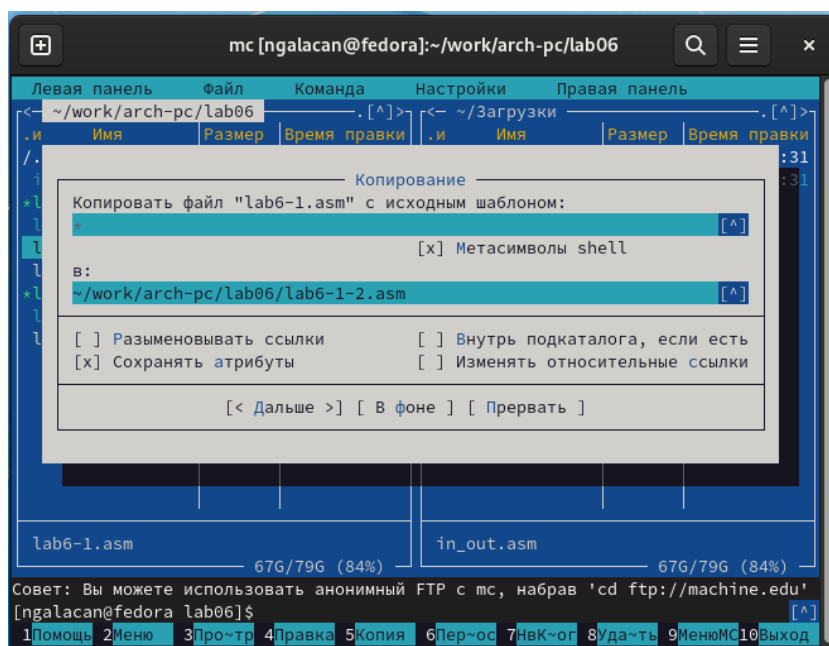 mc [ngalacan@fedora]:~/work/arch-pc/lab06
Левая панель Файл Команда Настройки Правая панель
<— ~/work/arch-pc/lab06 .[^]> <— ~/Загрузки .[^]>
.и Имя Размер Время правки .и Имя Размер Время правки
/. :31
i :31
Копирование
*l
Копировать файл "lab6-1.asm" с исходным шаблоном:
l * [^]
l [x] Метасимволы shell
l в:
*l ~/work/arch-pc/lab06/lab6-1-2.asm [^]
l
l [ ] Разыменовывать ссылки [ ] Внутрь подкаталога, если есть
[x] Сохранять атрибуты [ ] Изменять относительные ссылки
[< Дальше >] [ В фоне ] [ Прервать ]
lab6-1.asm in_out.asm
67G/79G (84%) 67G/79G (84%)
Совет: Вы можете использовать анонимный FTP с mc, набрав 'cd ftp://machine.edu'
[ngalacan@fedora lab06]$ [^]
1Помощь 2Меню 3Про~тр 4Правка 5Копия 6Пер~ос 7НвК~ог 8Уда~ть 9МенюMC 10Выход